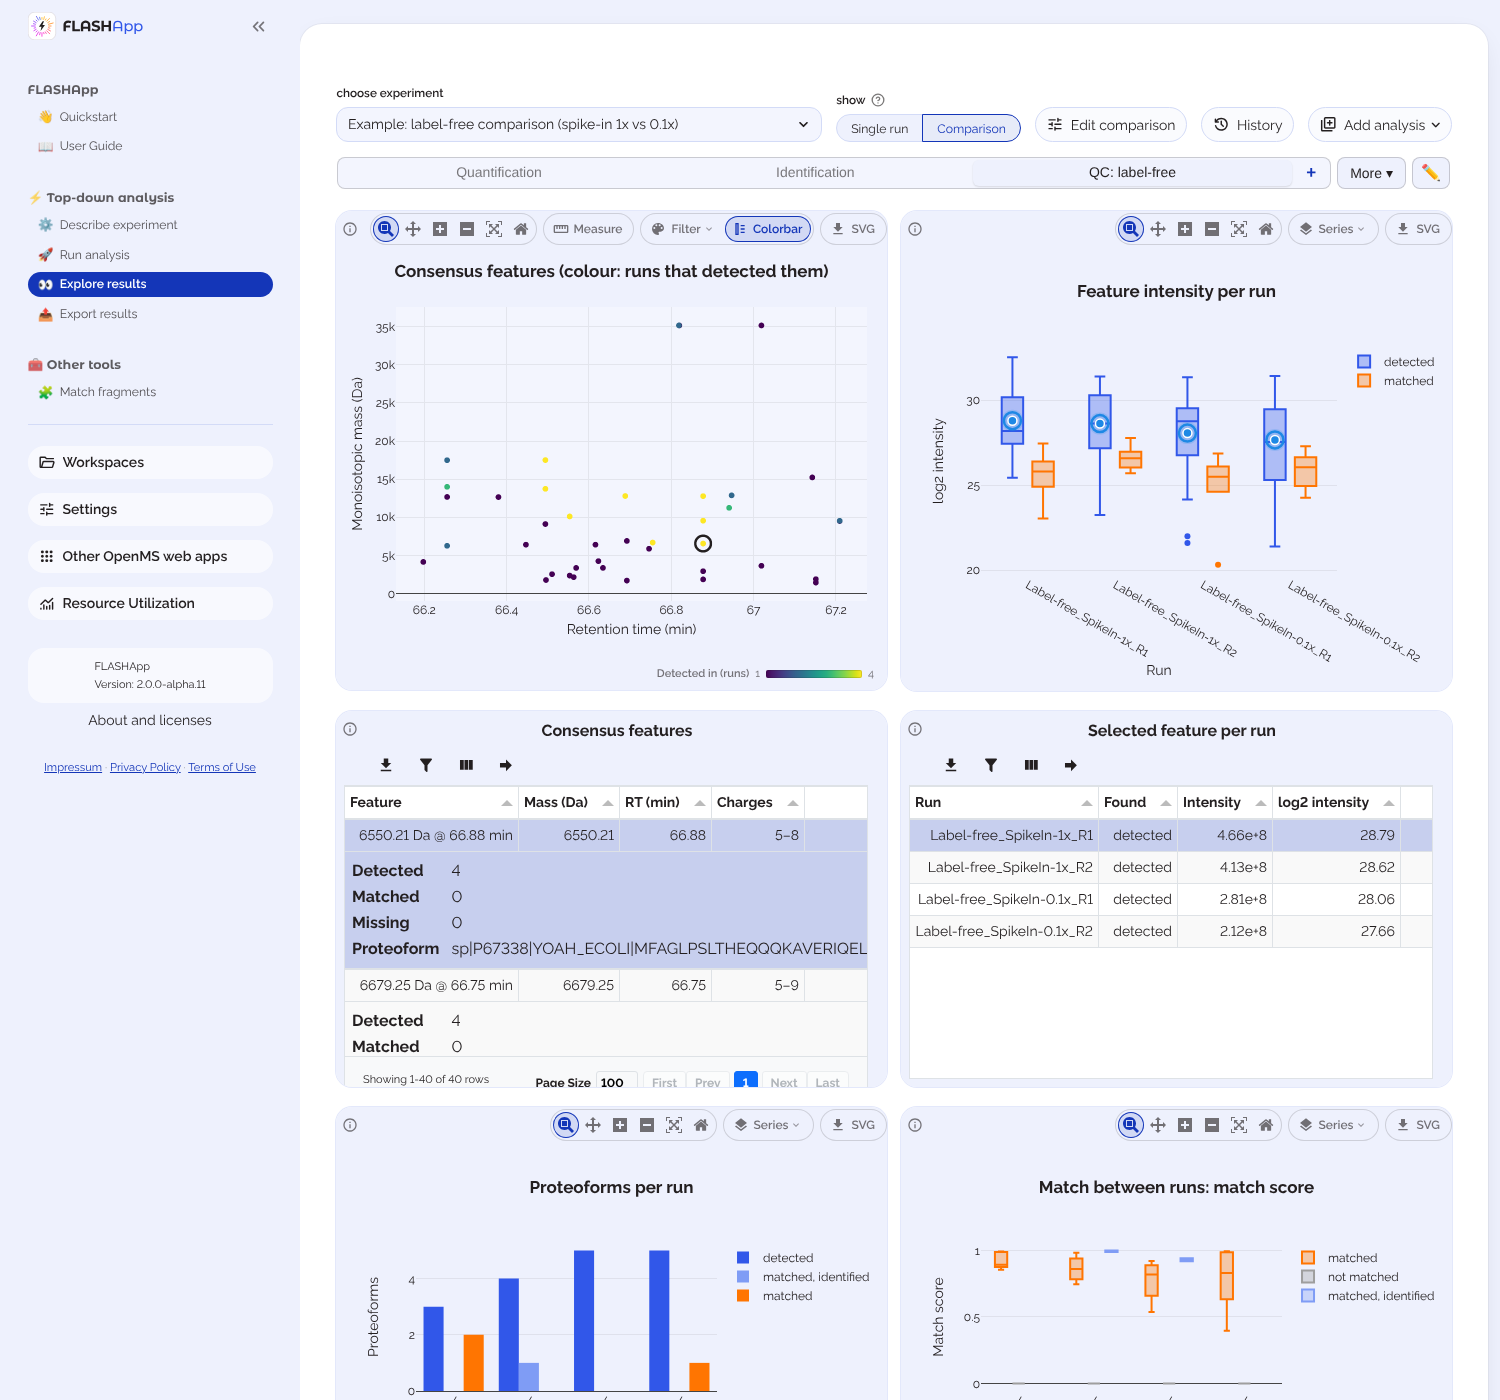 FLASHApp
FLASHApp
Quickstart
User Guide
Top-down analysis
Describe experiment
Run analysis
Explore results
Export results
Other tools
Match fragments
Workspaces
Settings
Other OpenMS web apps
Resource Utilization
FLASHApp
Version: 2.0.0-alpha.11
About and licenses
Impressum · Privacy Policy · Terms of Use
choose experiment
Example: label-free comparison (spike-in 1x vs 0.1x)
show
Single run
Comparison
Edit comparison
History
Add analysis
Quantification
Identification
QC: label-free
+
More ▾
Measure
Filter
Colorbar
SVG
Consensus features (colour: runs that detected them)
Monoisotopic mass (Da)
35k
30k
25k
20k
15k
10k
5k
0
66.2
66.4
66.6
66.8
67
67.2
Retention time (min)
Detected in (runs) 1
4
Series
SVG
Feature intensity per run
detected
matched
log2 intensity
30
25
20
Label-free_SpikeIn-1x_R1
Label-free_SpikeIn-1x_R2
Label-free_SpikeIn-0.1x_R1
Label-free_SpikeIn-0.1x_R2
Run
Consensus features
Feature Mass (Da) RT (min) Charges
6550.21 Da @ 66.88 min 6550.21 66.88 5–8
Detected 4
Matched 0
Missing 0
Proteoform sp|P67338|YOAH_ECOLI|MFAGLPSLTHEQQQKAVERIQEL
6679.25 Da @ 66.75 min 6679.25 66.75 5–9
Detected 4
Matched 0
Showing 1-40 of 40 rows
Page Size 100 First Prev 1 Next Last
Selected feature per run
Run Found Intensity log2 intensity
Label-free_SpikeIn-1x_R1 detected 4.66e+8 28.79
Label-free_SpikeIn-1x_R2 detected 4.13e+8 28.62
Label-free_SpikeIn-0.1x_R1 detected 2.81e+8 28.06
Label-free_SpikeIn-0.1x_R2 detected 2.12e+8 27.66
Series
SVG
Proteoforms per run
detected
matched, identified
matched
Proteoforms
4
2
0
Series
SVG
Match between runs: match score
matched
not matched
matched, identified
Match score
1
0.5
0